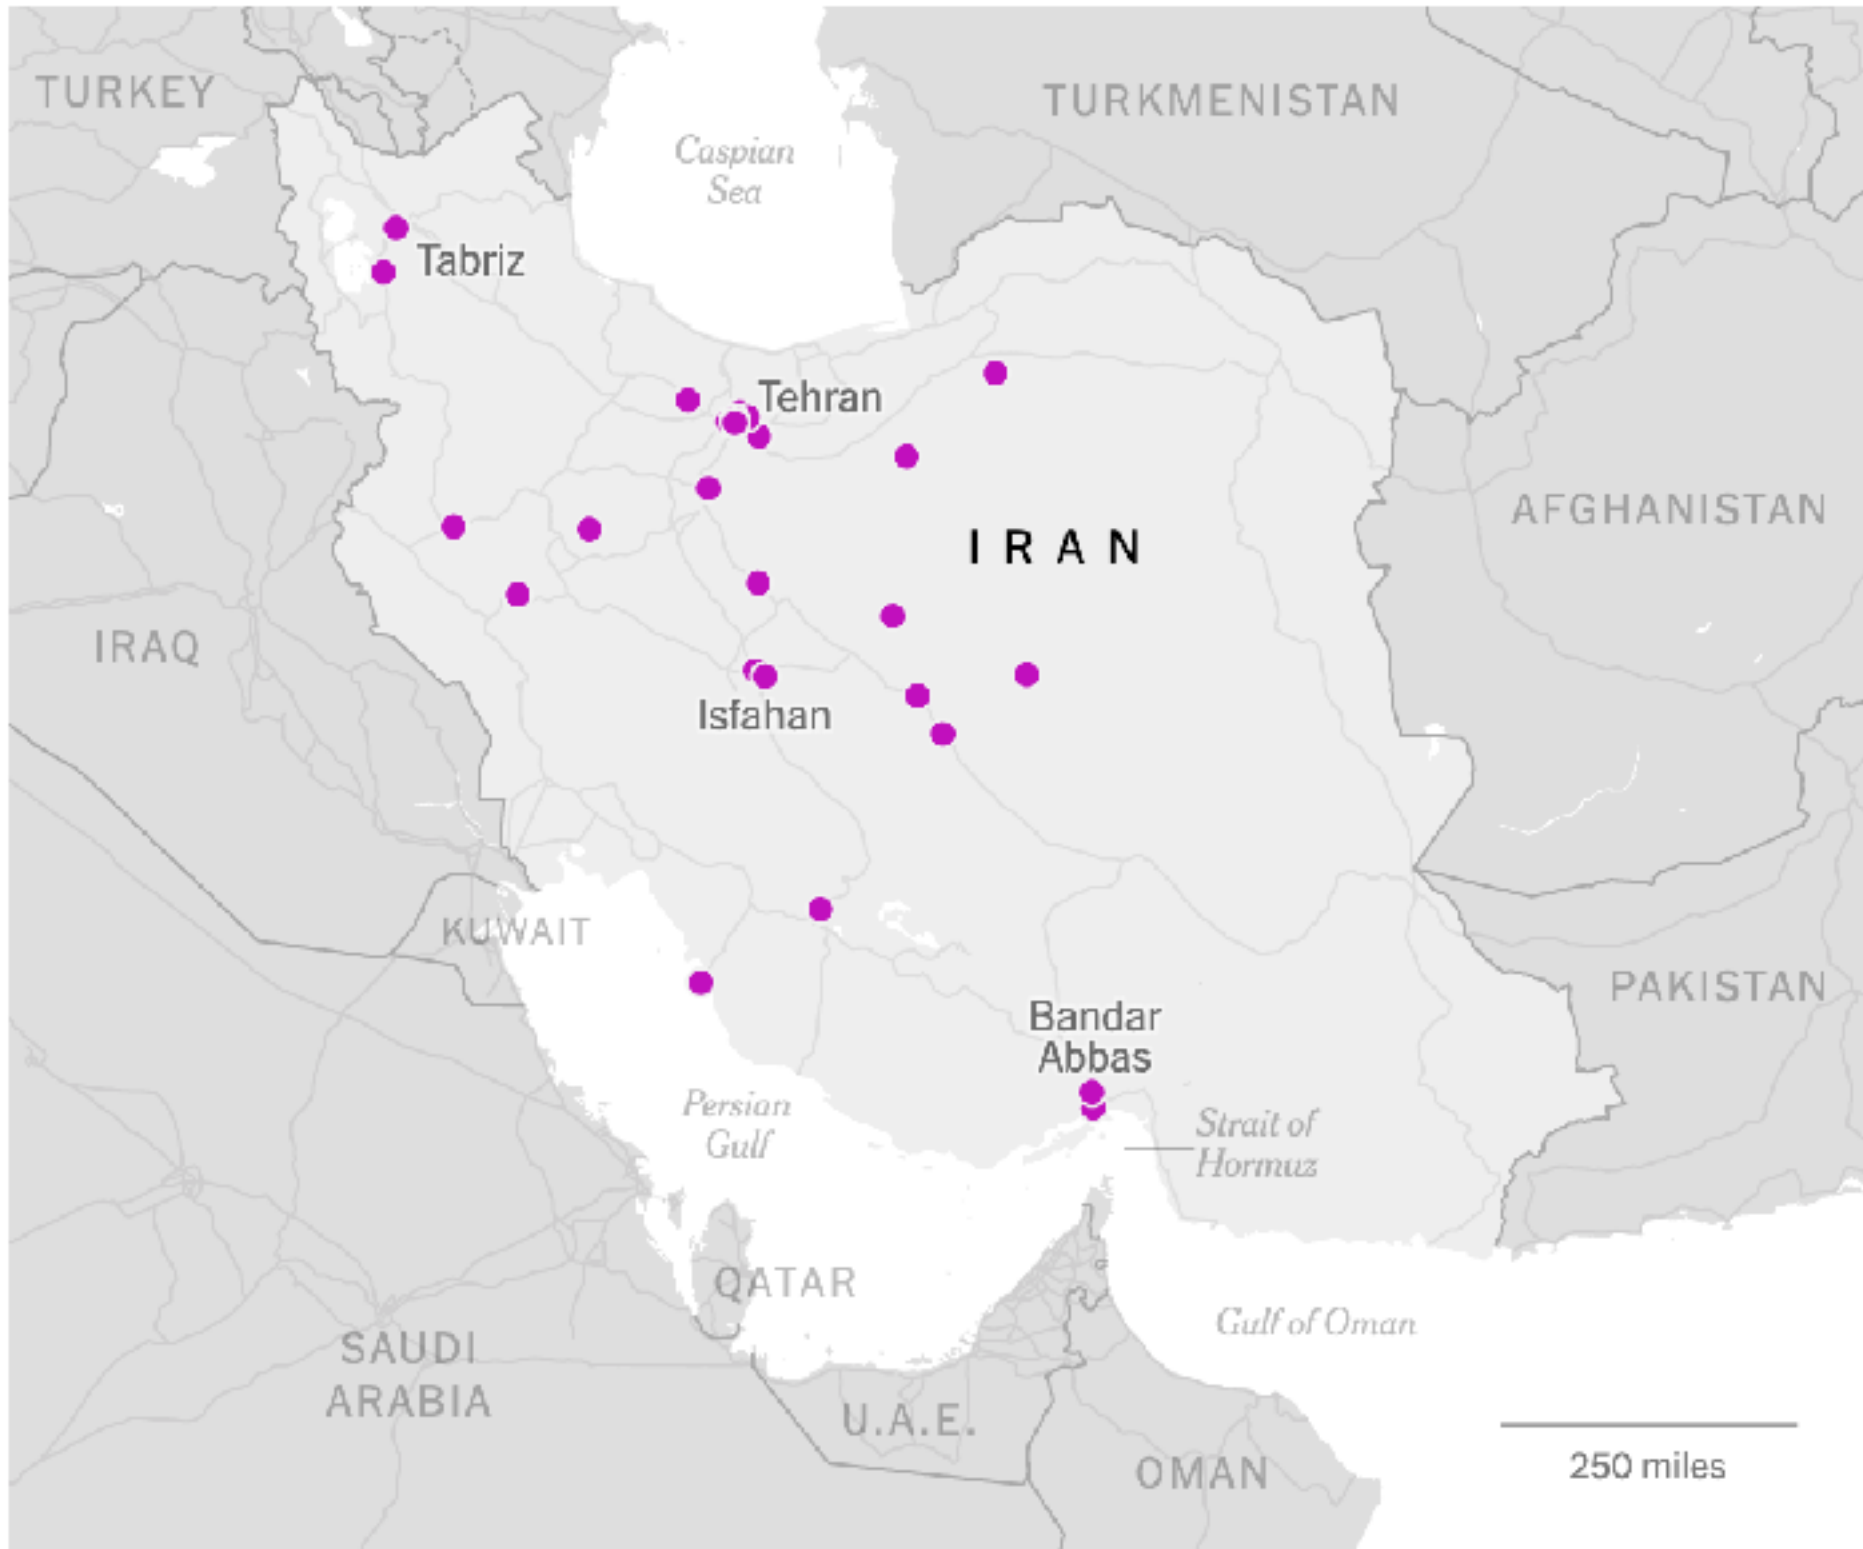 TURKEY
TURKMENISTAN
Caspian
Sea
Tabriz
Tehran
AFGHANISTAN
IRAN
IRAQ
Isfahan
KUWAIT
PAKISTAN
Bandar
Abbas
Persian
Gulf
Strait of
Hormuz
QATAR
Gulf of Oman
SAUDI
ARABIA
U.A.E.
OMAN
250 miles